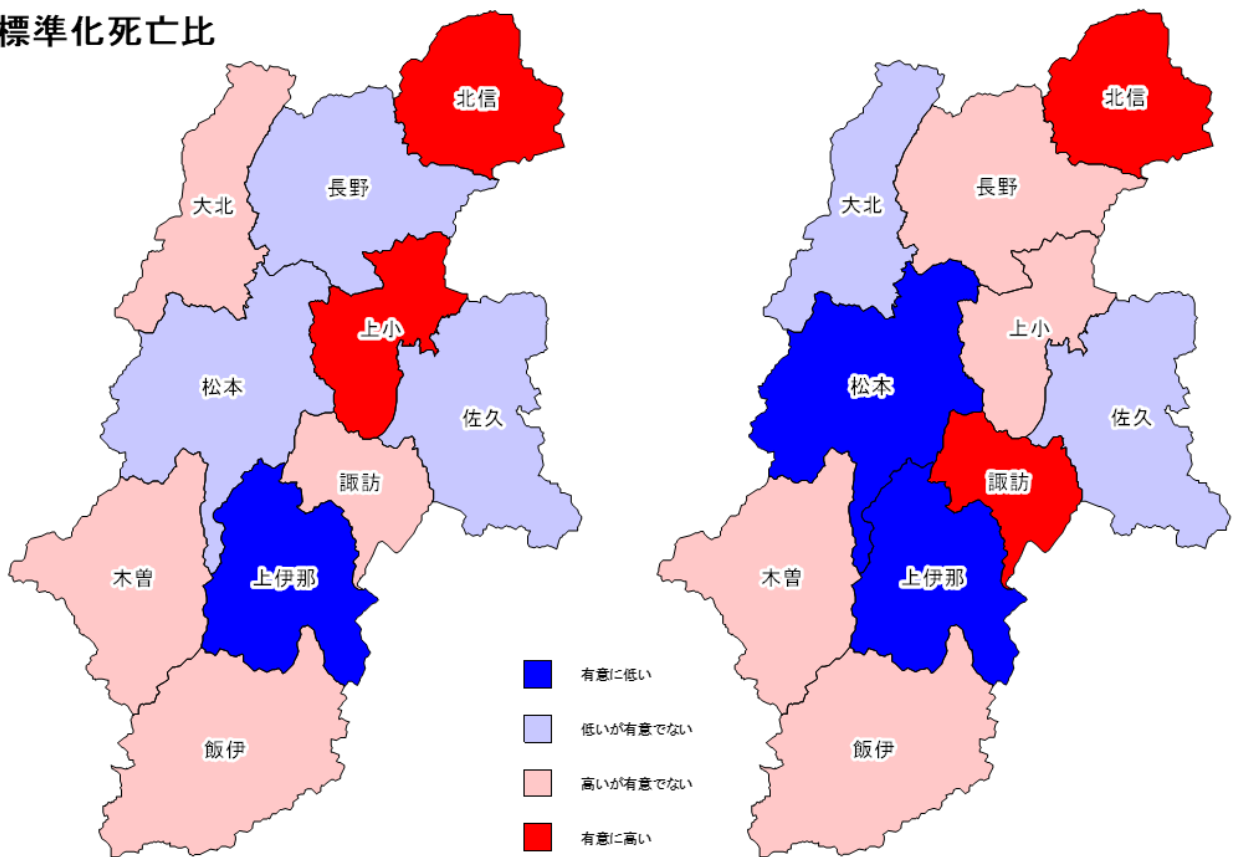 標準化死亡比
北信
長野
大北
上小
松本
佐久
諏訪
木曽
上伊那
飯伊
北信
長野
大北
上小
松本
佐久
諏訪
木曽
上伊那
飯伊
有意に低い
低いが有意でない
高いが有意でない
有意に高い